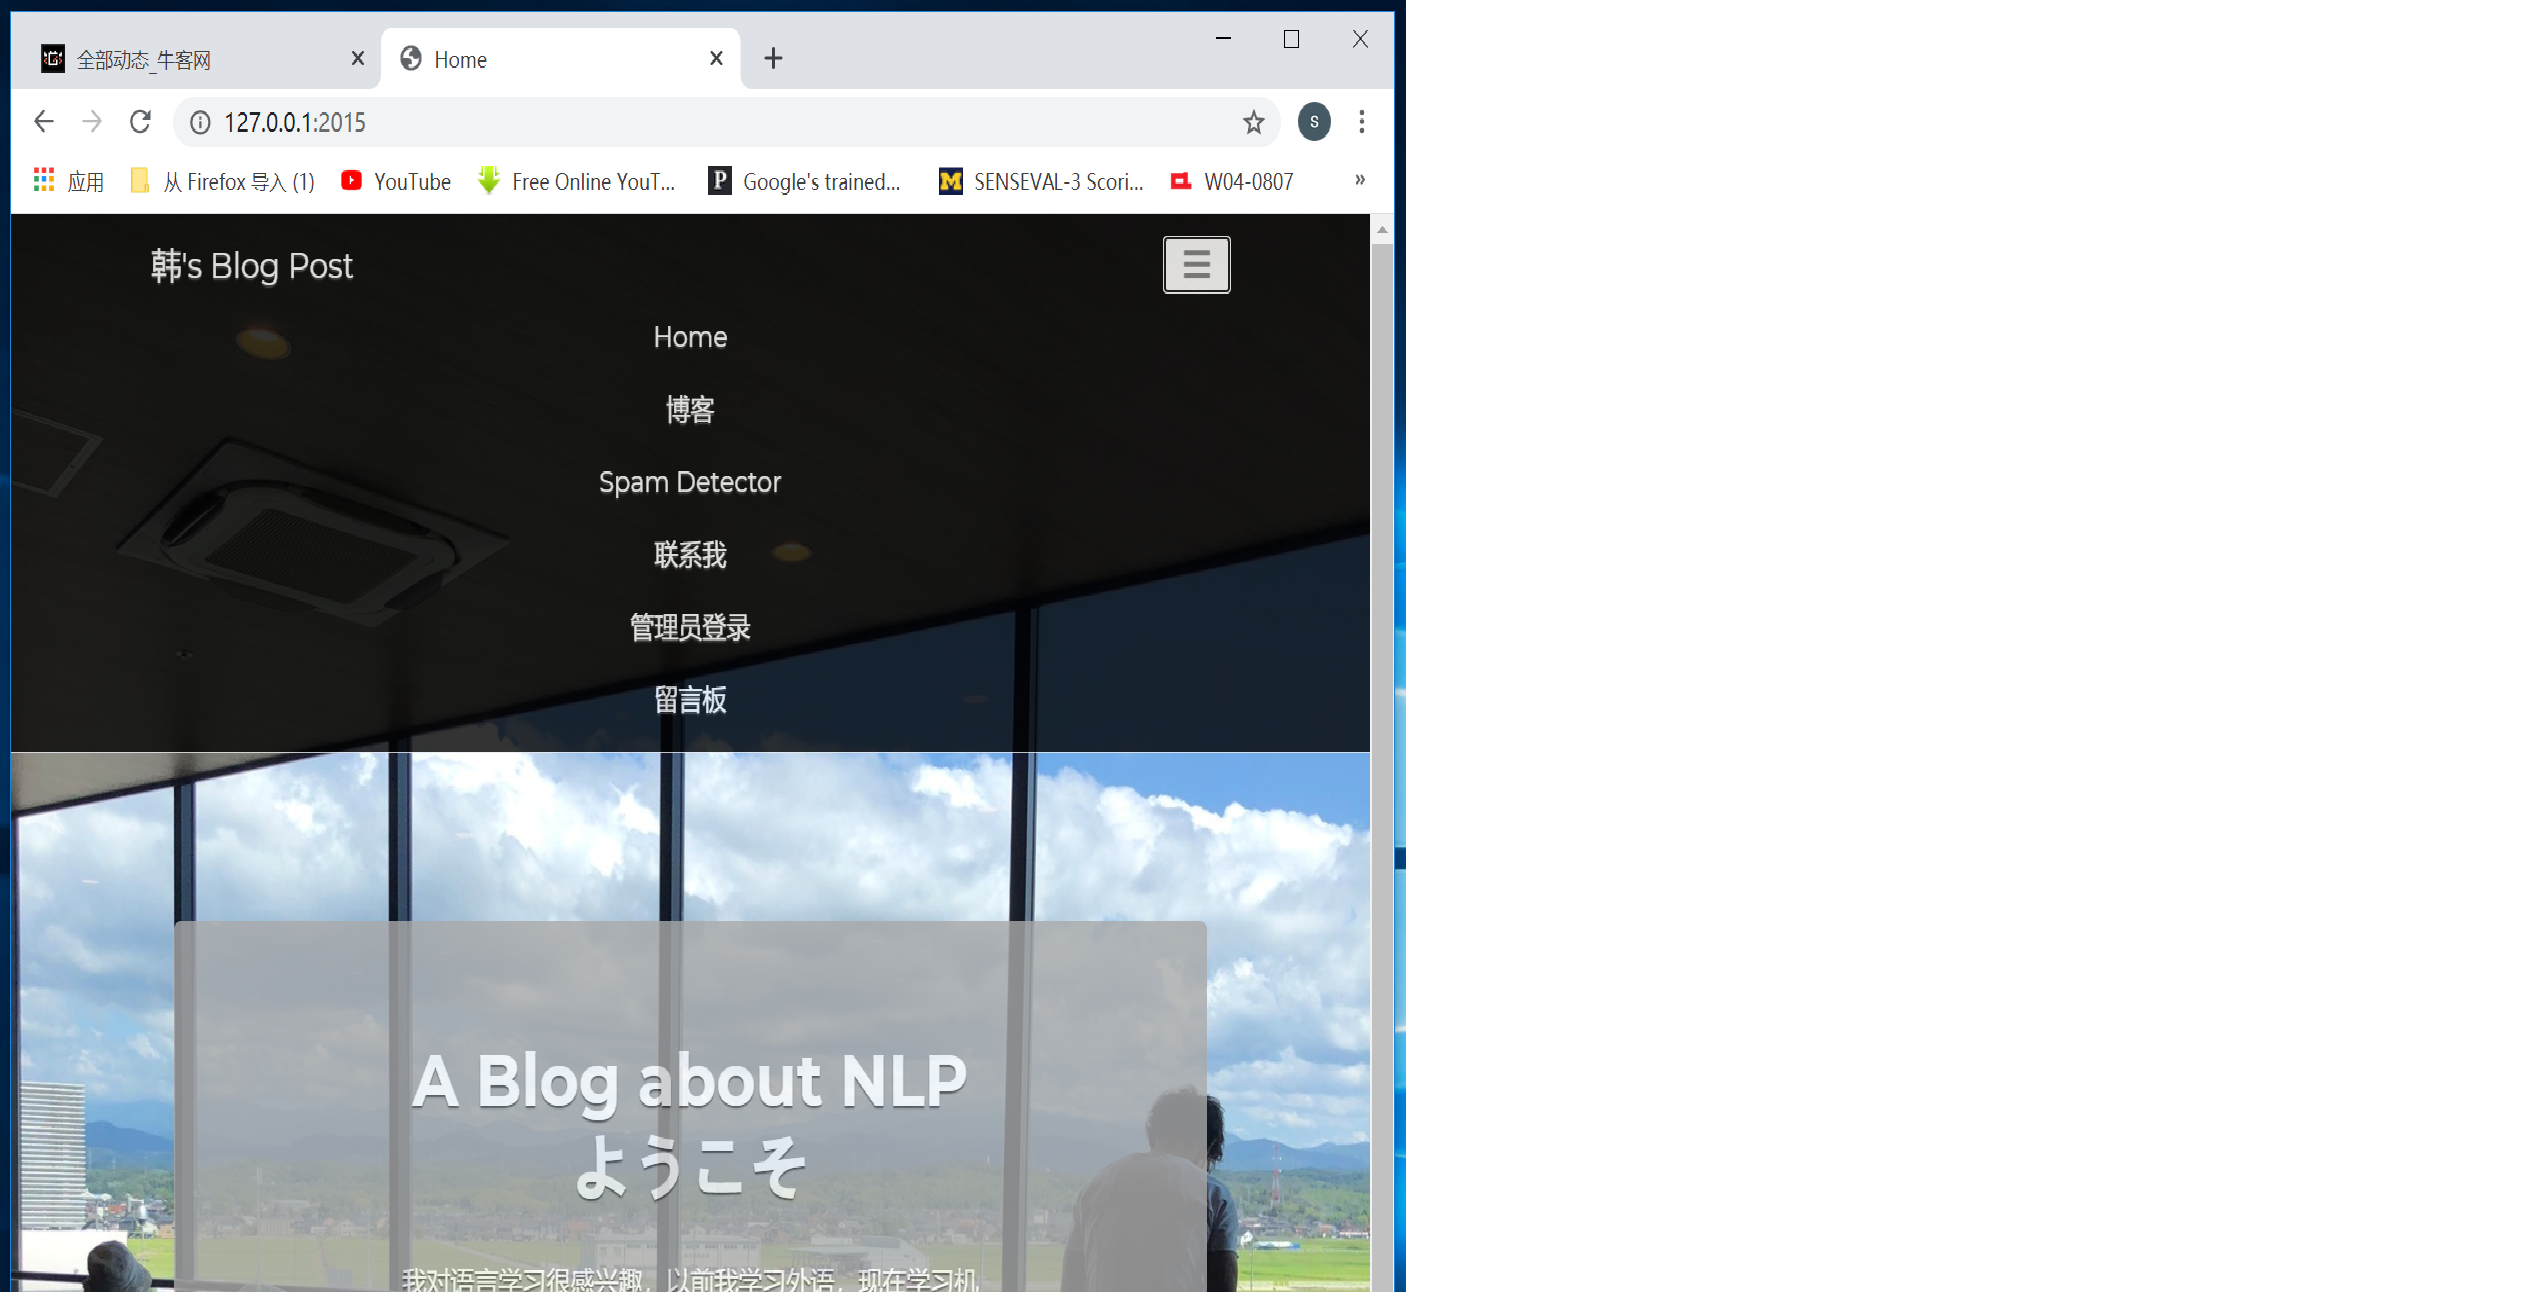 全部动态_牛客网
Home
127.0.0.1:2015
S
应用
从 Firefox 导入 (1)
YouTube
Free Online YouT...
Google's trained...
SENSEVAL-3 Scori...
W04-0807
韩's Blog Post
Home
博客
Spam Detector
联系我
管理员登录
留言板
A Blog about NLP
ようこそ
我对语言学习很感兴趣，以前我学习外语，现在学习机